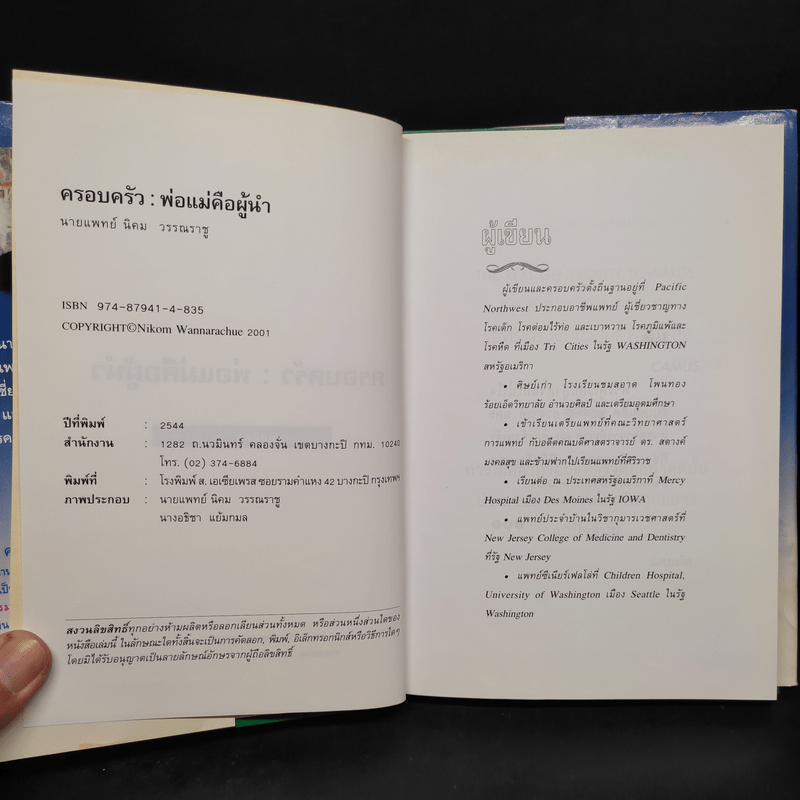 ครอบครัว : พ่อแม่คือผู้นำ
นายแพทย์ นิคม วรรณราชู
ISBN 974-87941-4-835
COPYRIGHT©Nikom Wannarachue 2001
ปีที่พิมพ์ : 2544
สำนักงาน : 1282 ถ.นวมินทร์ คลองจั่น เขตบางกะปิ กทม. 10240
โทร. (02) 374-6884
พิมพ์ที่ : โรงพิมพ์ ส. เอเซียเพรส ซอยรามคำแหง 42 บางกะปิ กรุงเทพฯ
ภาพประกอบ : นายแพทย์ นิคม วรรณราชู
นางอธิชา แย้มกมล
สงวนลิขสิทธิ์ทุกอย่างห้ามผลิตหรือลอกเลียนส่วนทั้งหมด หรือส่วนหนึ่งส่วนใดของ
หนังสือเล่มนี้ ในลักษณะใดทั้งสิ้นจะเป็นการคัดลอก, พิมพ์, อิเล็กทรอกนิกส์หรือวิธีการใดๆ
โดยมิได้รับอนุญาตเป็นลายลักษณ์อักษรจากผู้ถือลิขสิทธิ์
ผู้เขียน
ผู้เขียนและครอบครัวตั้งถิ่นฐานอยู่ที่ Pacific
Northwest ประกอบอาชีพแพทย์ ผู้เชี่ยวชาญทาง
โรคเด็ก โรคต่อมไร้ท่อ และเบาหวาน โรคภูมิแพ้และ
โรคหืด ที่เมือง Tri Cities ในรัฐ WASHINGTON
สหรัฐอเมริกา
• ศิษย์เก่า โรงเรียนชมสอาด โพนทอง
ร้อยเอ็ดวิทยาลัย อำนวยศิลป์ และเตรียมอุดมศึกษา
• เข้าเรียนเตรียมแพทย์ที่คณะวิทยาศาสตร์
การแพทย์ กับอดีตคณบดีศาสตราจารย์ ดร. สตางค์
มงคลสุข และข้ามฟากไปเรียนแพทย์ที่ศิริราช
• เรียนต่อ ณ ประเทศสหรัฐอเมริกาที่ Mercy
Hospital เมือง Des Moines ในรัฐ IOWA
• แพทย์ประจำบ้านในวิชากุมารเวชศาสตร์ที่
New Jersey College of Medicine and Dentistry
ที่รัฐ New Jersey
• แพทย์ซีเนียร์เฟลโล่ที่ Children Hospital,
University of Washington เมือง Seattle ในรัฐ
Washington